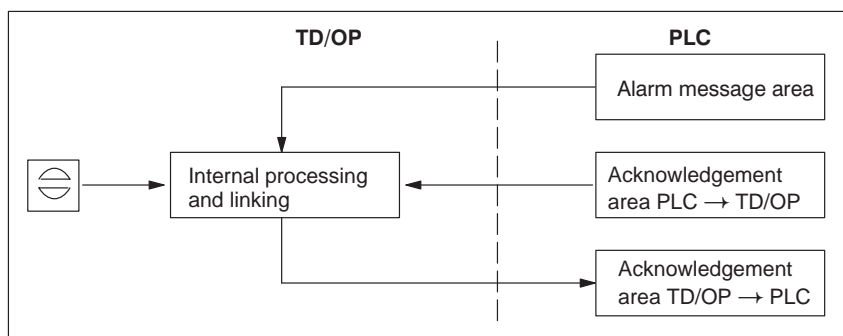 TD/OP
PLC
Alarm message area
Internal processing
and linking
Acknowledgement
area PLC → TD/OP
Acknowledgement
area TD/OP → PLC